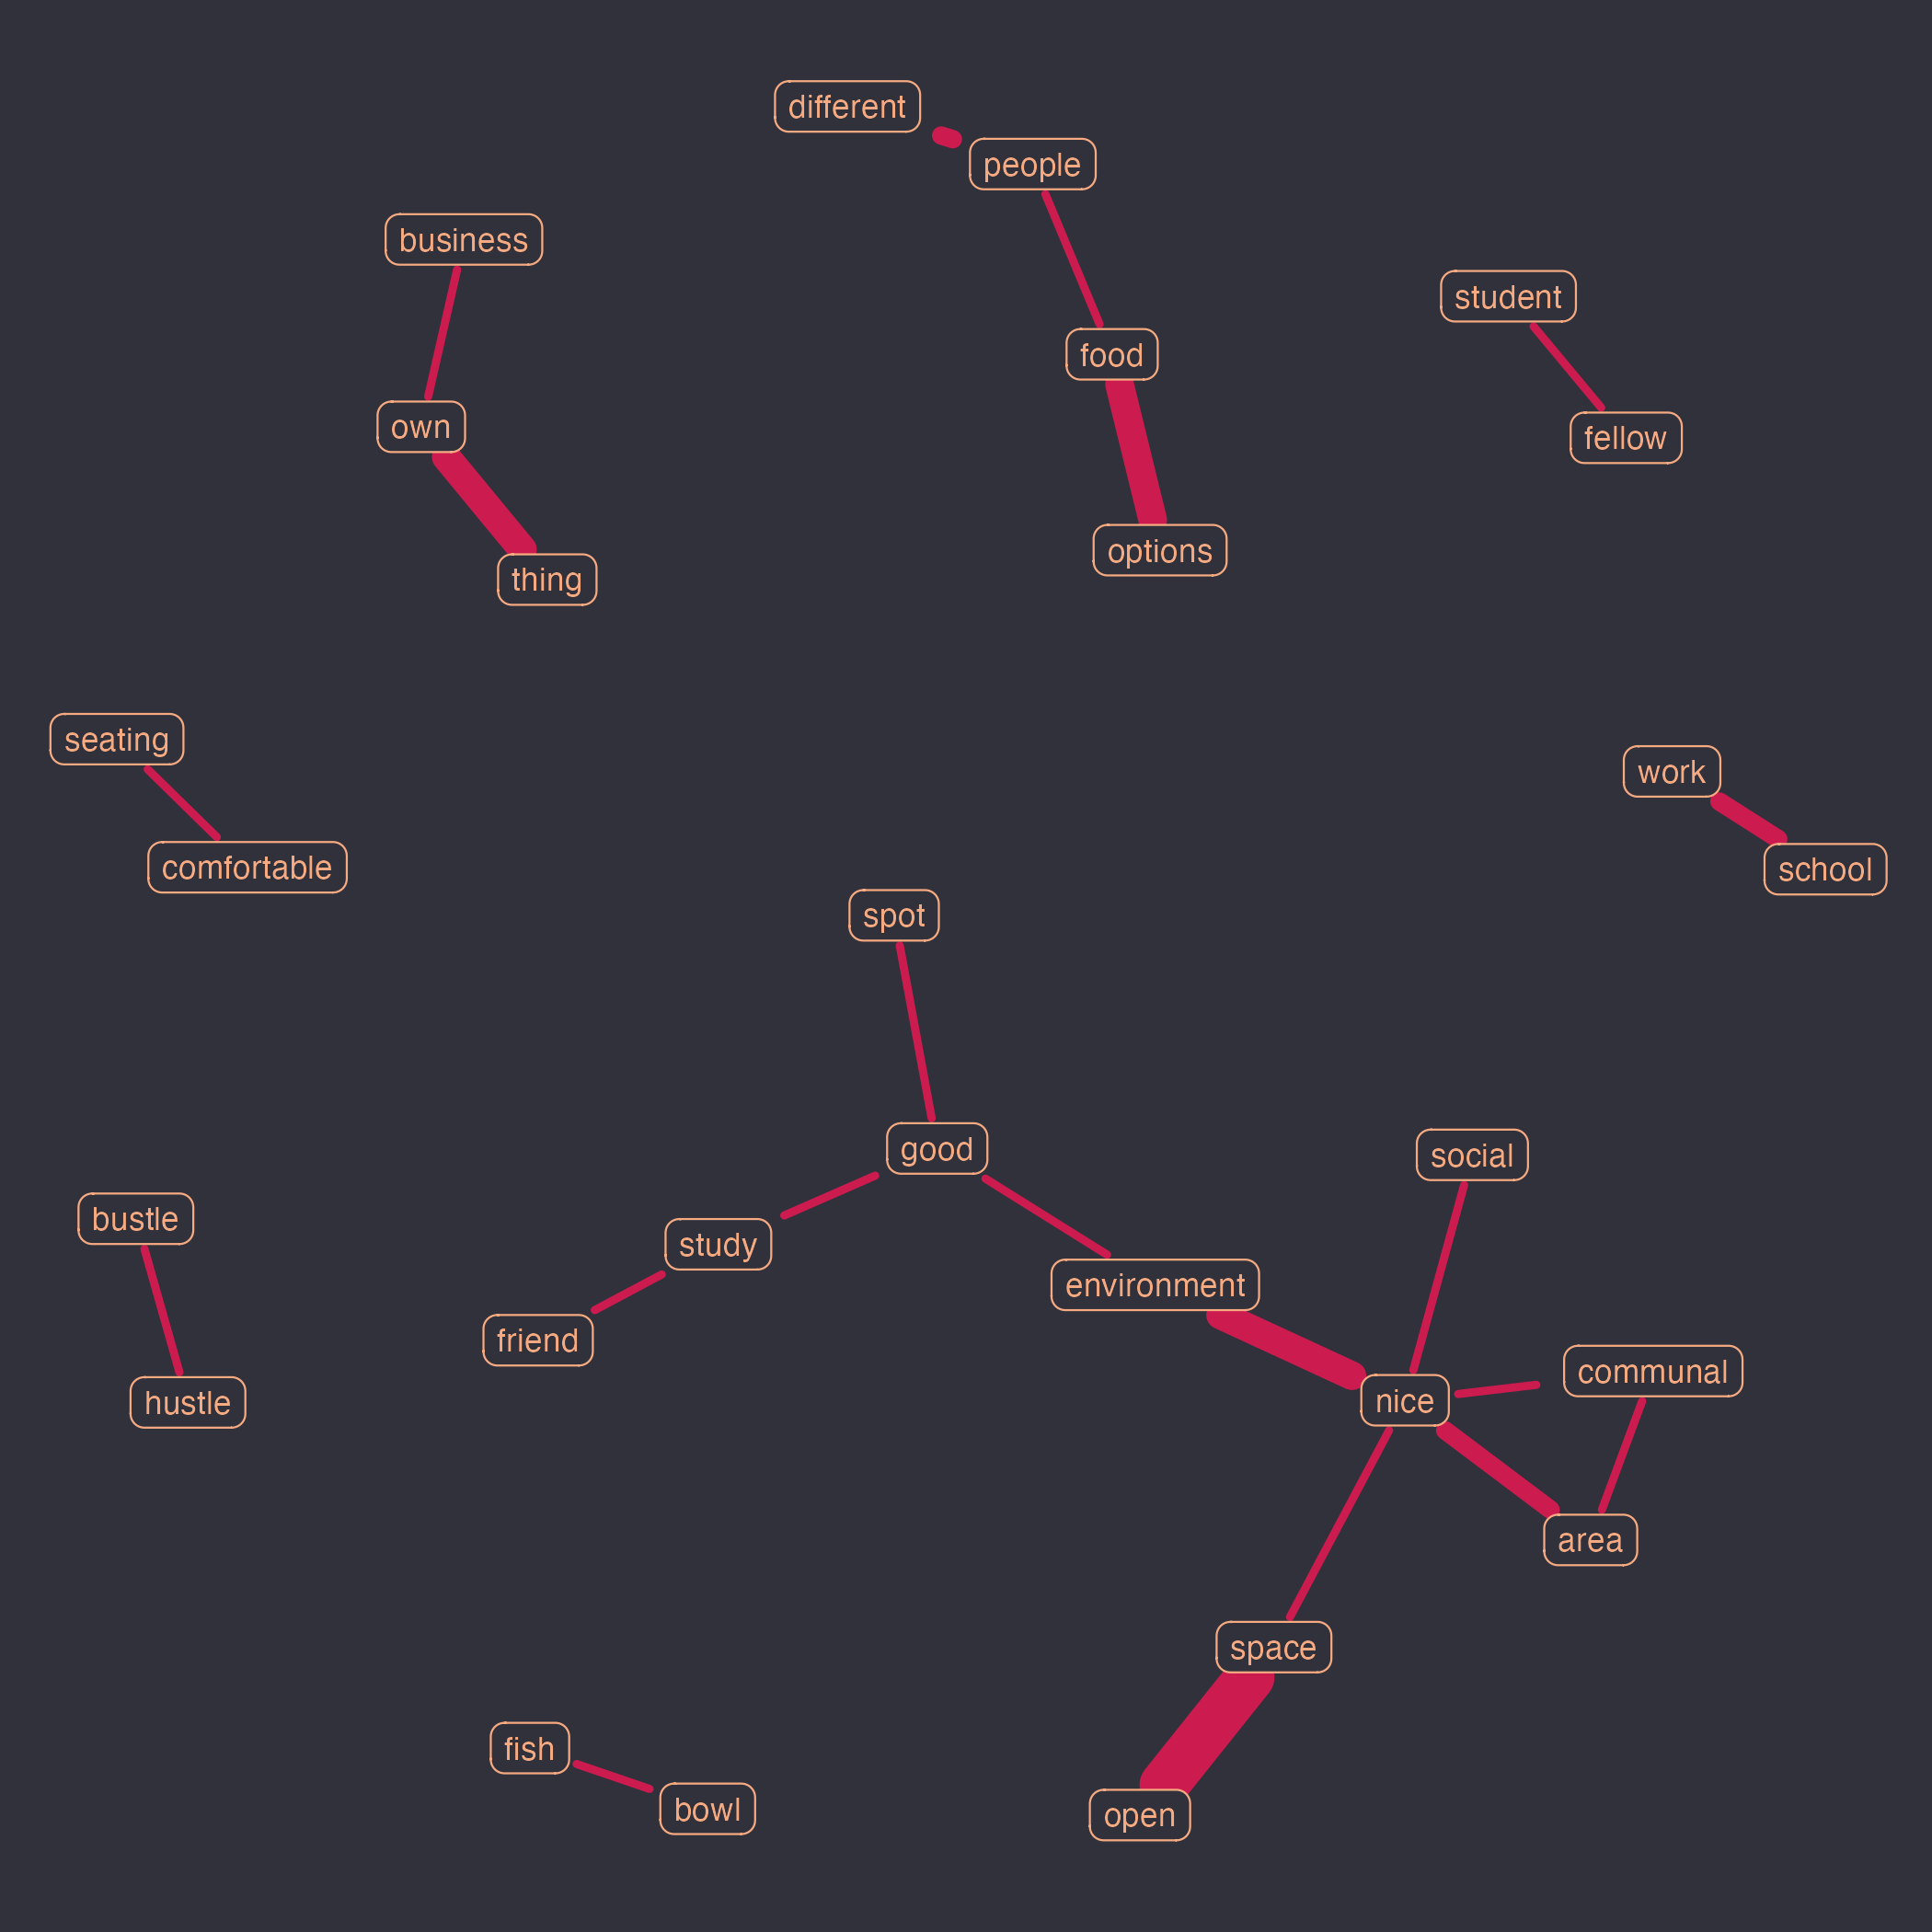 different
people
business
student
food
own
fellow
options
thing
seating
work
comfortable
school
spot
good
social
bustle
study
environment
friend
communal
nice
hustle
area
space
fish
bowl
open